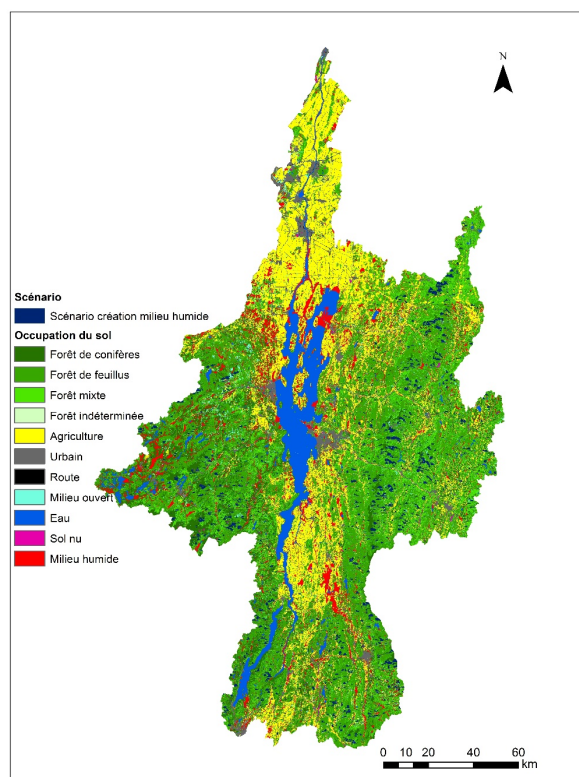 N
Scénario
Scénario création milieu humide
Occupation du sol
Forêt de conifères
Forêt de feuillus
Forêt mixte
Forêt indéterminée
Agriculture
Urbain
Route
Milieu ouvert
Eau
Sol nu
Milieu humide
0 10 20 40 60
km